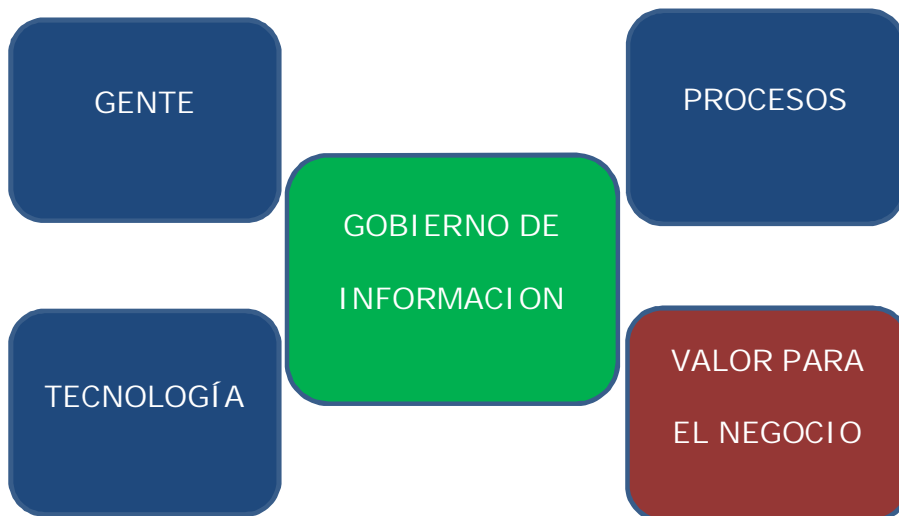 GENTE
PROCESOS
GOBIERNO DE
INFORMACION
TECNOLOGÍA
VALOR PARA
EL NEGOCIO